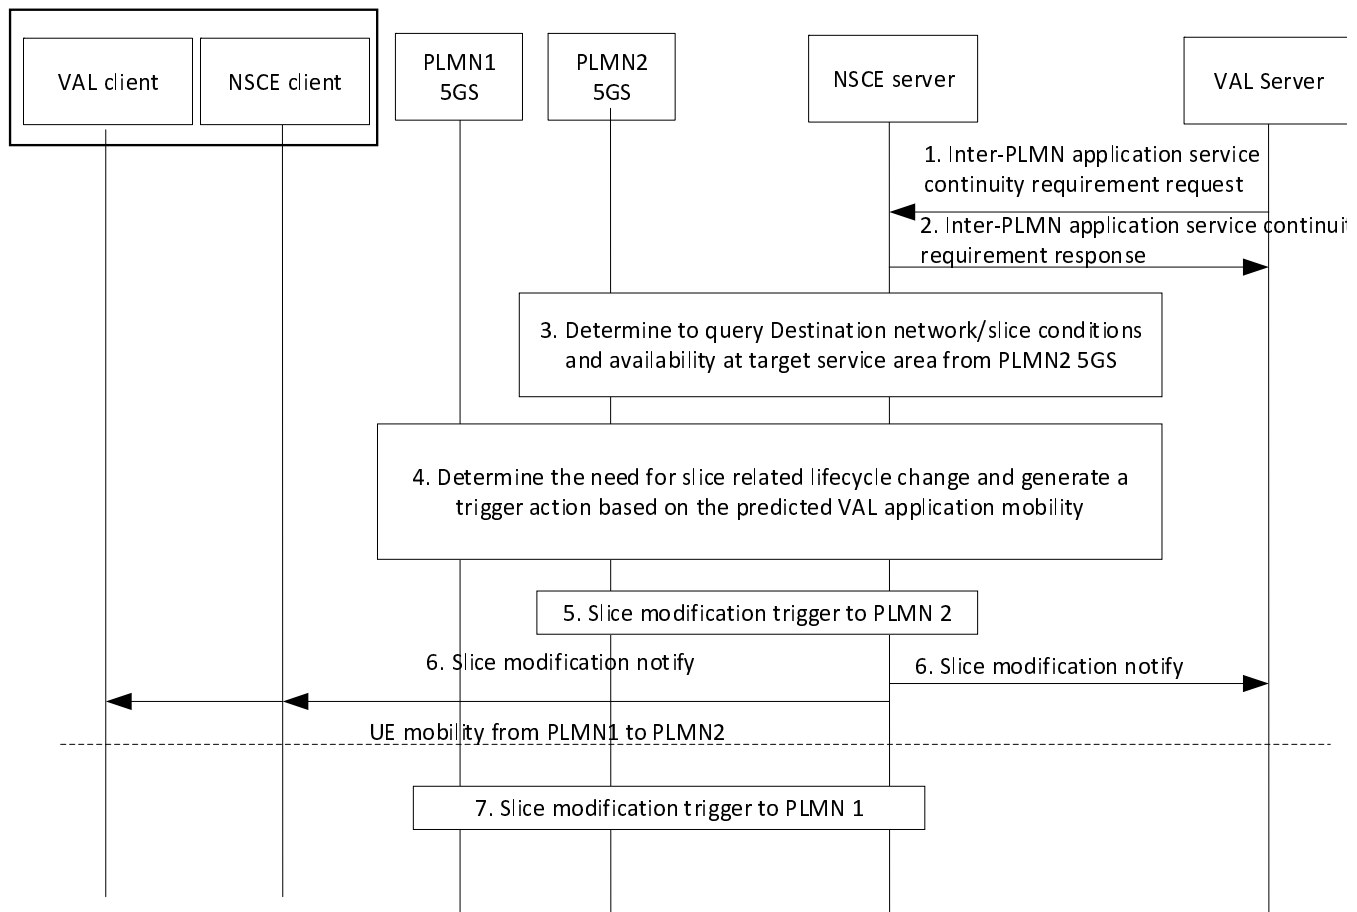 VAL client
NSCE client
PLMN1
5GS
PLMN2
5GS
NSCE server
VAL Server
1. Inter-PLMN application service
continuity requirement request
2. Inter-PLMN application service continuit
requirement response
3. Determine to query Destination network/slice conditions
and availability at target service area from PLMN2 5GS
4. Determine the need for slice related lifecycle change and generate a
trigger action based on the predicted VAL application mobility
5. Slice modification trigger to PLMN 2
6. Slice modification notify
6. Slice modification notify
UE mobility from PLMN1 to PLMN2
7. Slice modification trigger to PLMN 1